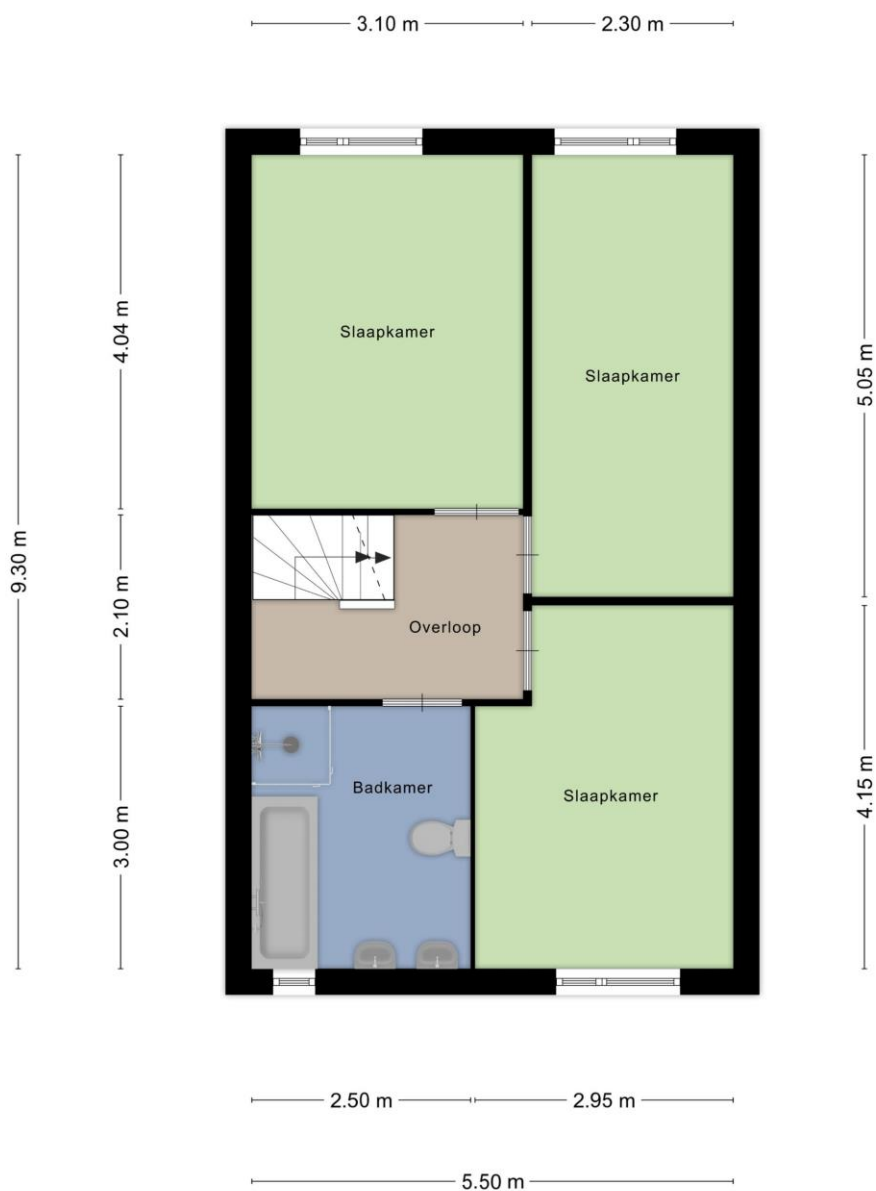 3.10 m
2.30 m
4.04 m
Slaapkamer
Slaapkamer
5.05 m
9.30 m
2.10 m
Overloop
Badkamer
Slaapkamer
3.00 m
4.15 m
2.50 m
2.95 m
5.50 m